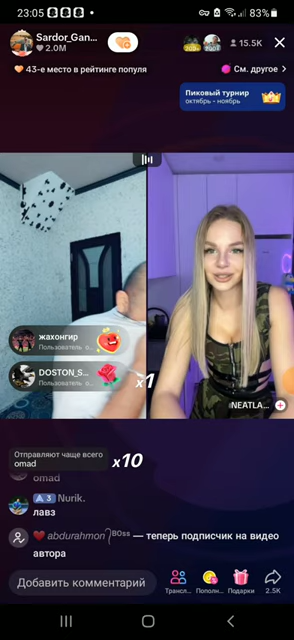 23:05
83%
Sardor_Gan...
2.0M
15.5K
43-е место в рейтинге популя
См. другое
Пиковый турнир
октябрь - ноябрь
жахонгир
Пользователь о...
DOSTON_S...
Пользователь о...
x1
NEATLA...
Отправляют чаще всего
omad
x10
omad
3 Nurik.
лавз
abdurahmon BOss — теперь подписчик на видео
автора
Добавить комментарий
Трансл...
Пополн...
Подарки
2.5K